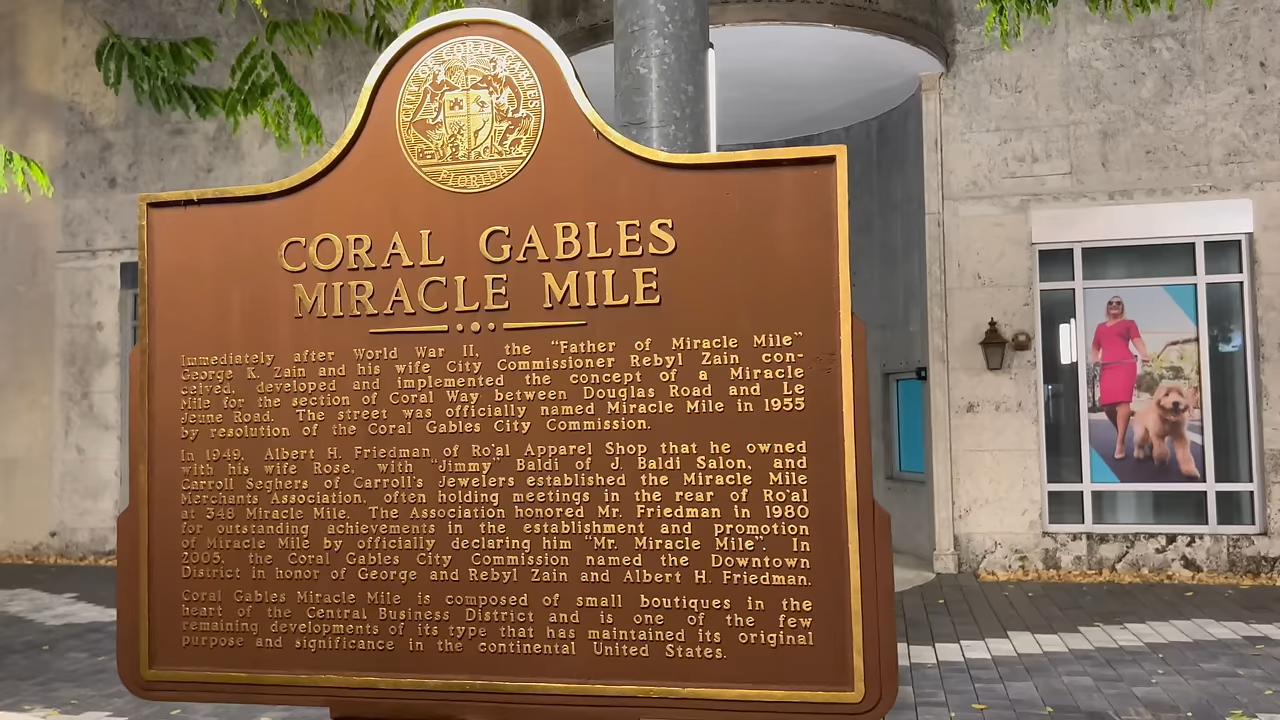 CORAL GABLES
FLORIDA
CORAL GABLES
MIRACLE MILE
Immediately after World War II, the “Father of Miracle Mile”
George K. Zain and his wife City Commissioner Rebyl Zain con-
ceived, developed and implemented the concept of a Miracle
Mile for the section of Coral Way between Douglas Road and Le
Jeune Road. The street was officially named Miracle Mile in 1955
by resolution of the Coral Gables City Commission.
In 1949, Albert H. Friedman of Ro'al Apparel Shop that he owned
with his wife Rose, with “Jimmy” Baldi of J. Baldi Salon, and
Carroll Seghers of Carroll's Jewelers established the Miracle Mile
Merchants Association, often holding meetings in the rear of Ro'al
at 348 Miracle Mile. The Association honored Mr. Friedman in 1980
for outstanding achievements in the establishment and promotion
of Miracle Mile by officially declaring him “Mr. Miracle Mile”. In
2005, the Coral Gables City Commission named the Downtown
District in honor of George and Rebyl Zain and Albert H. Friedman.
Coral Gables Miracle Mile is composed of small boutiques in the
heart of the Central Business District and is one of the few
remaining developments of its type that has maintained its original
purpose and significance in the continental United States.